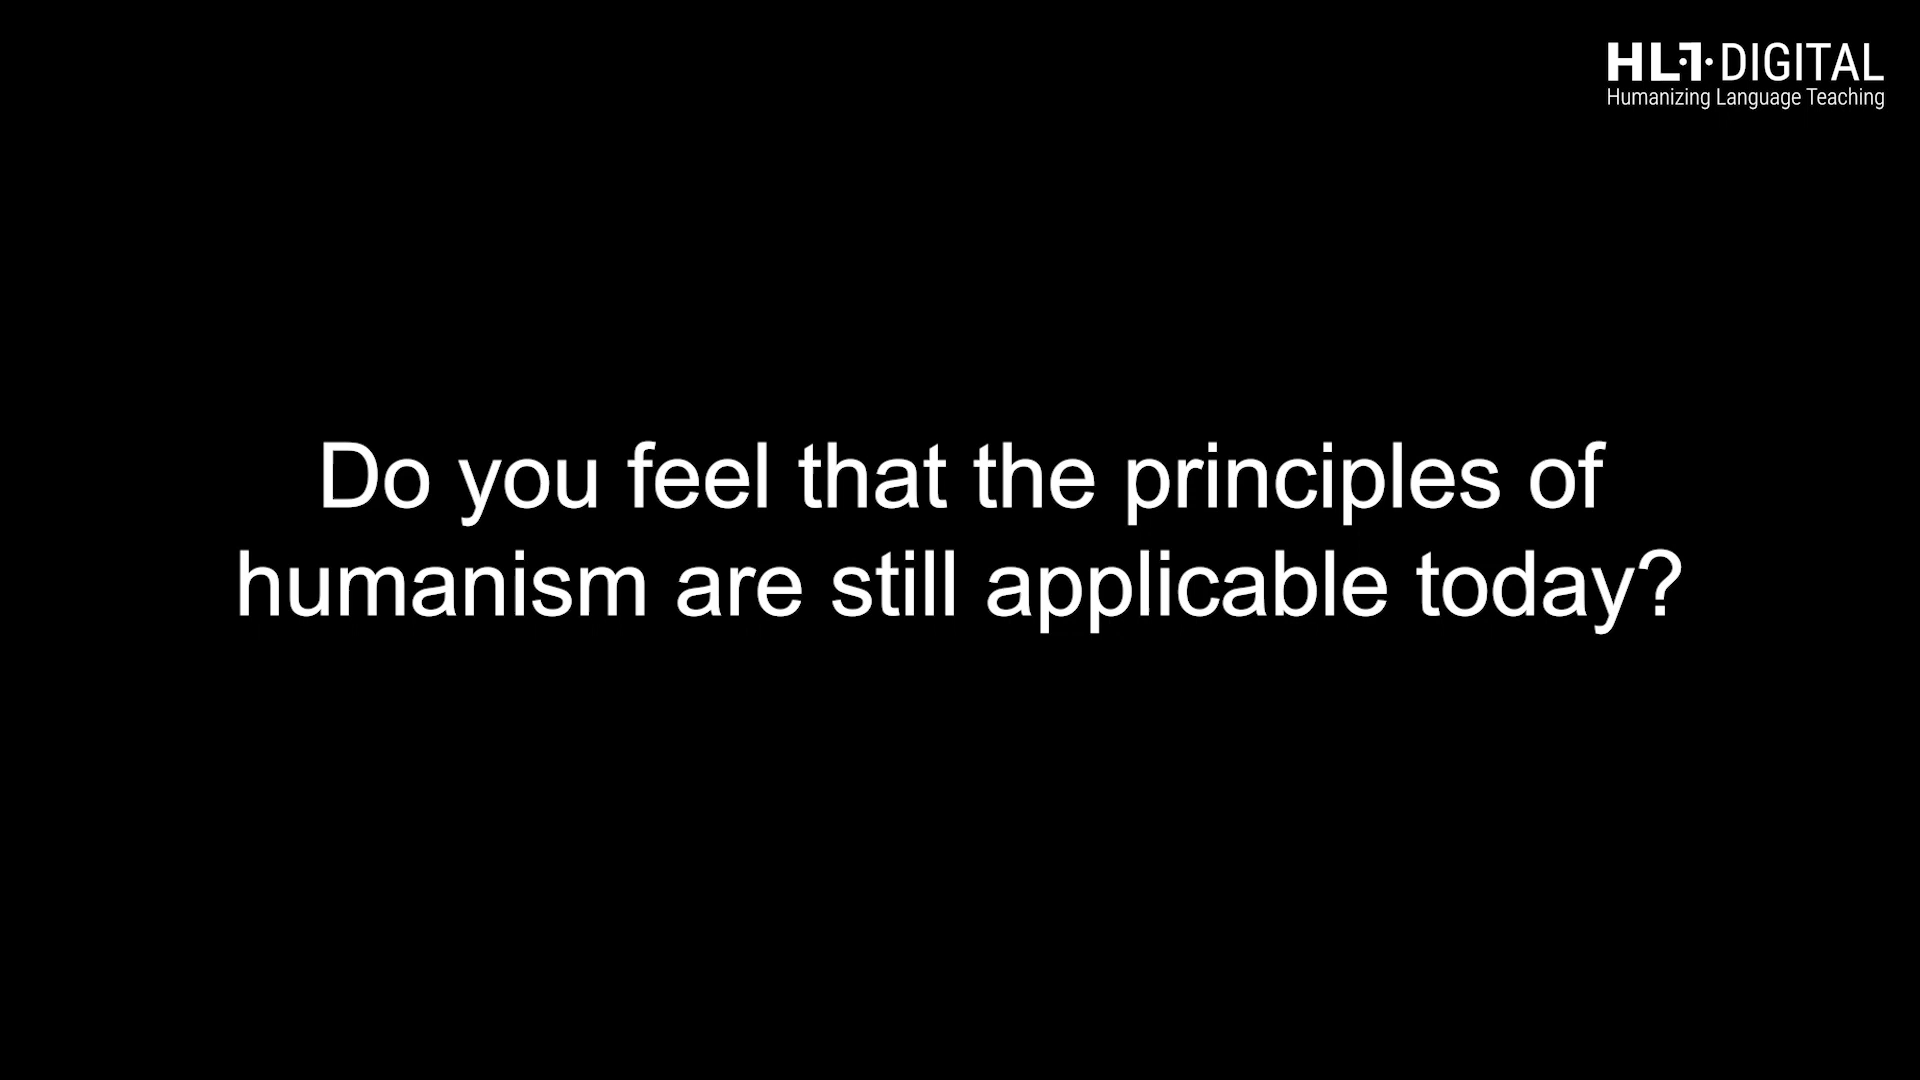 HLT·DIGITAL
Humanizing Language Teaching
Do you feel that the principles of
humanism are still applicable today?